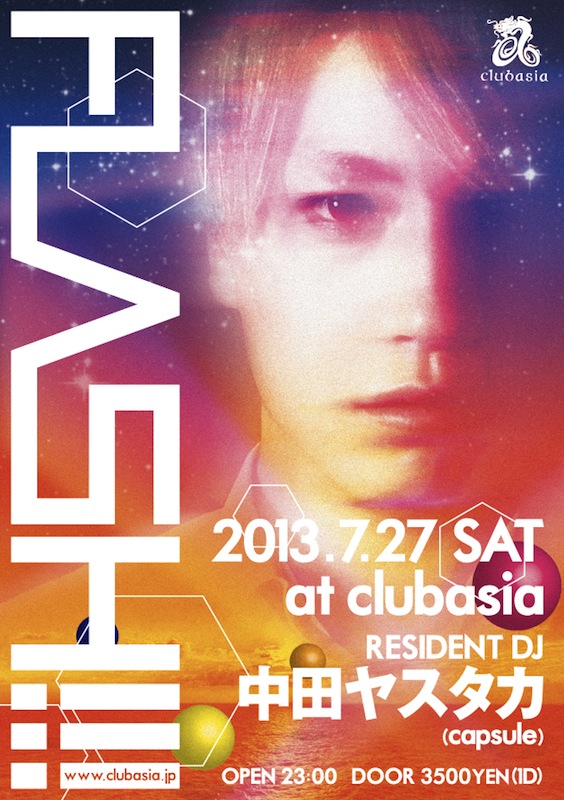 clubasia
FLASH!!!
2013.7.27 SAT
at clubasia
RESIDENT DJ
中田ヤスタカ
(capsule)
www.clubasia.jp
OPEN 23:00 DOOR 3500YEN(1D)